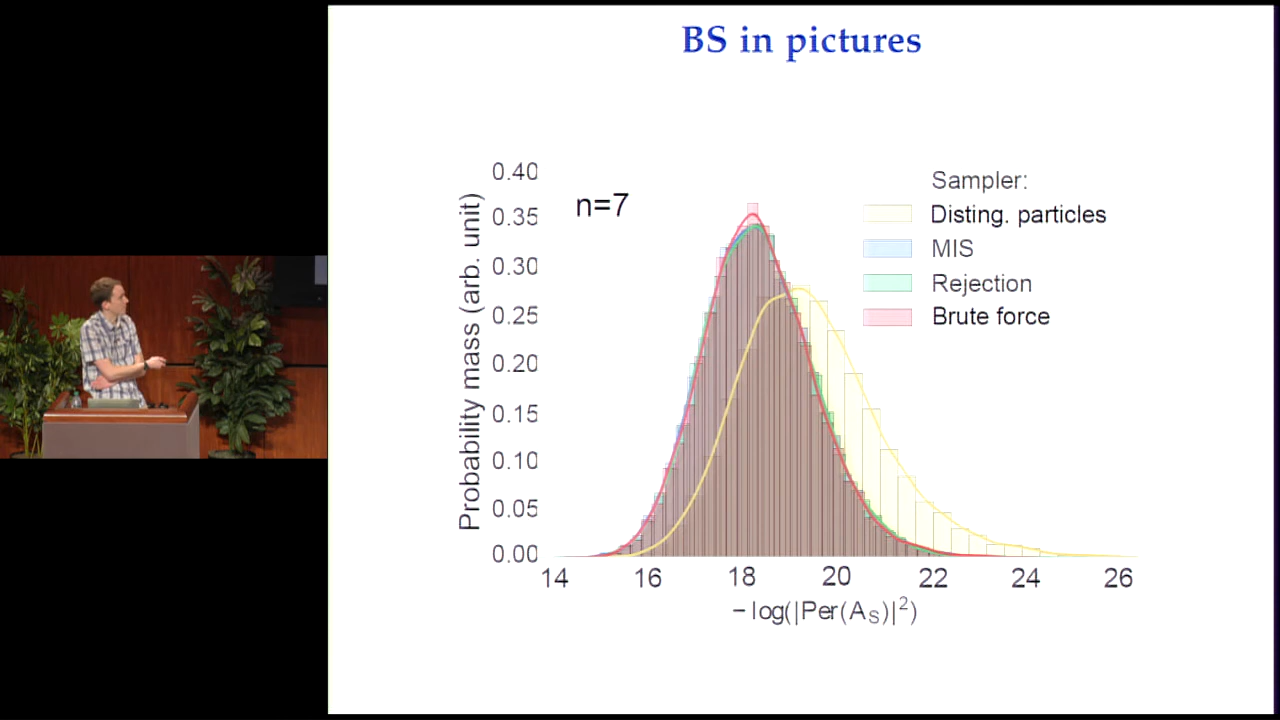 BS in pictures
0.40
0.35
0.30
0.25
0.20
0.15
0.10
0.05
0.00
Probability mass (arb. unit)
n=7
Sampler:
Disting. particles
MIS
Rejection
Brute force
14 16 18 20 22 24 26
−log(|Per(A_S)|²)